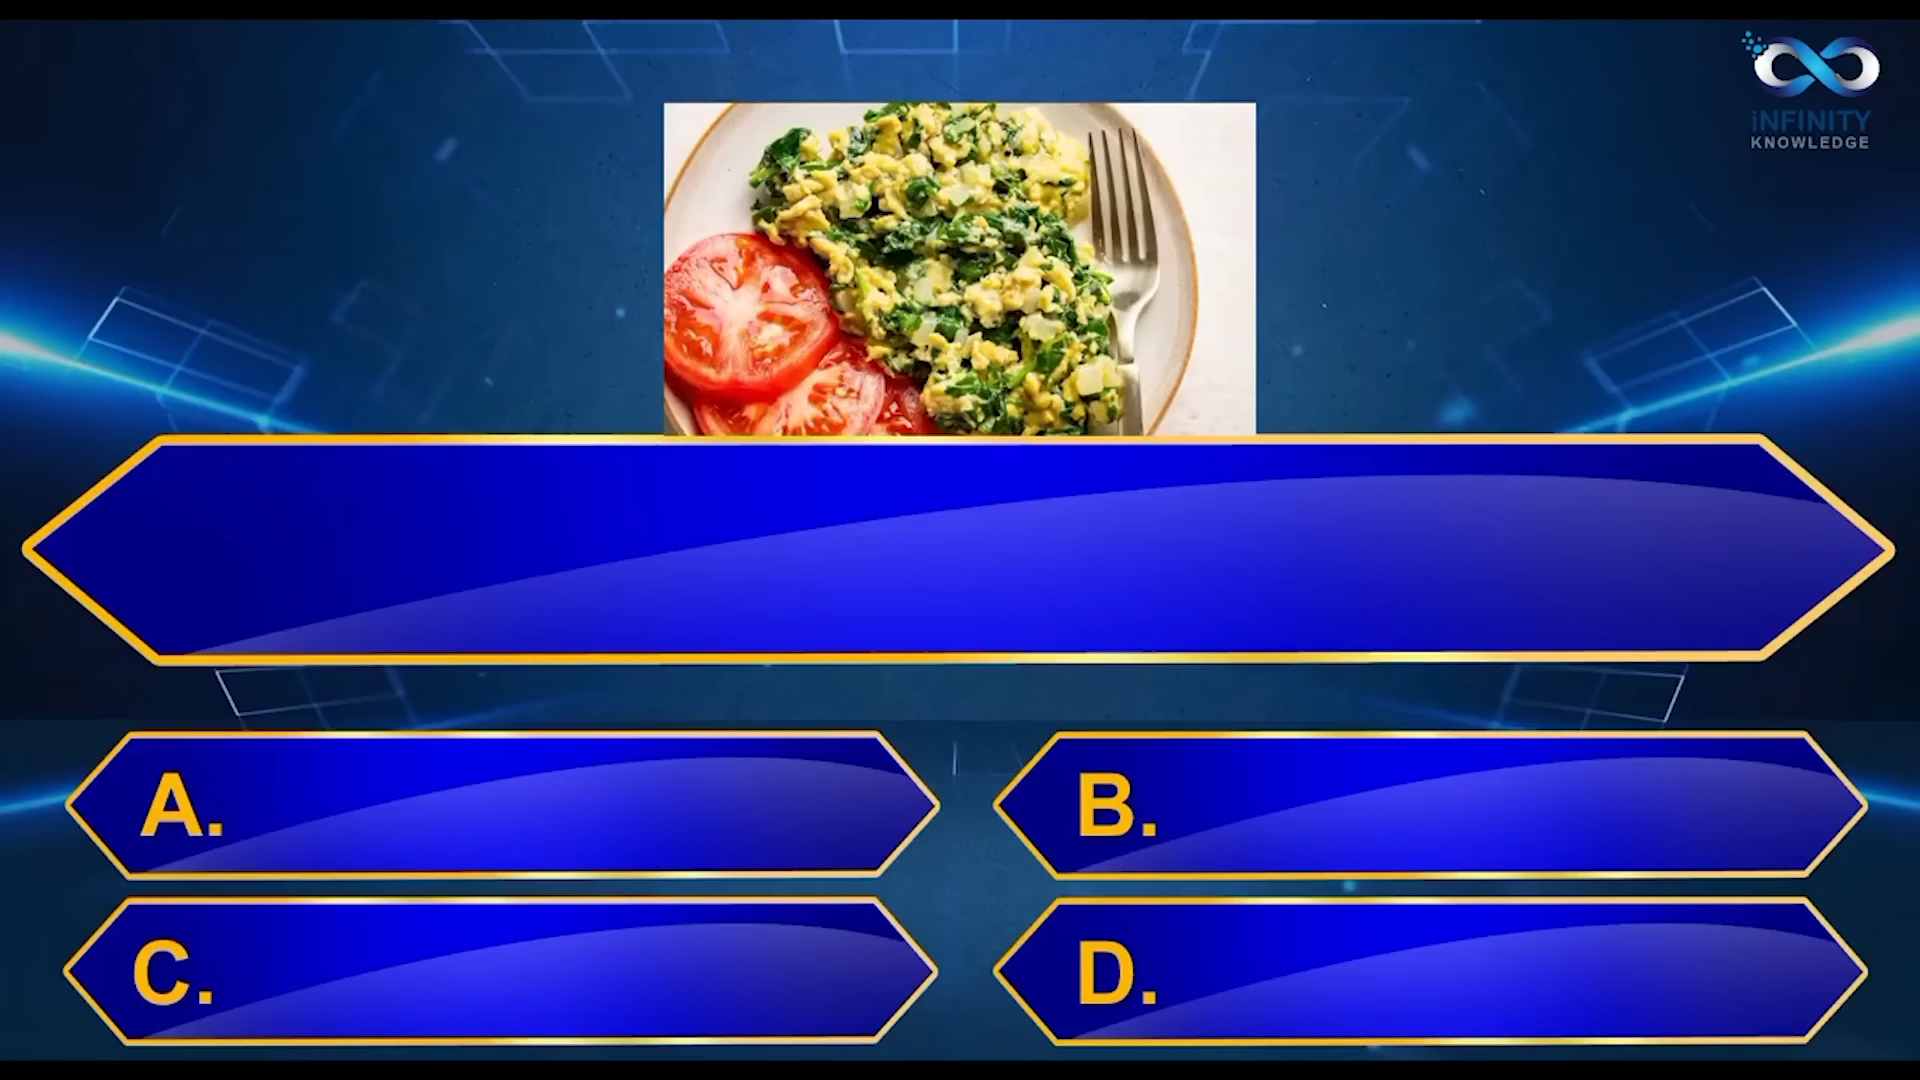 iNFINITY
KNOWLEDGE
A.
B.
C.
D.